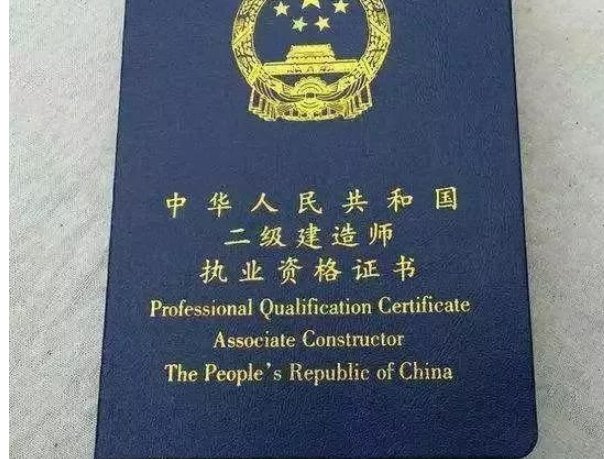 中华人民共和国
二级建造师
执业资格证书
Professional Qualification Certificate
Associate Constructor
The People's Republic of China